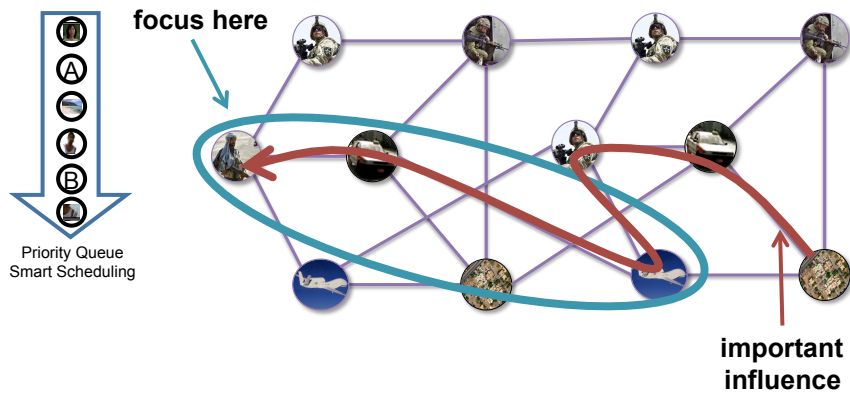 focus here
A
B
Priority Queue
Smart Scheduling
important
influence